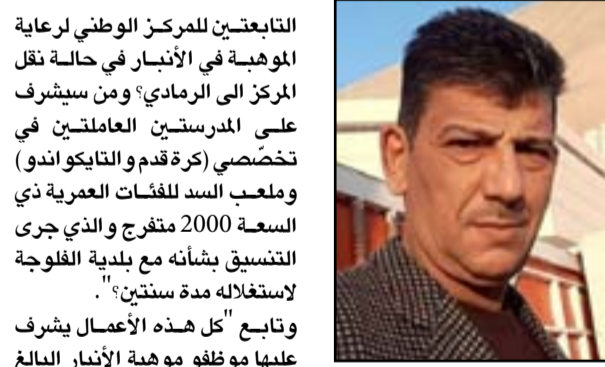 التابعتين للمركز الوطني لرعاية
الموهبة في الأنبار في حالة نقل
المركز الى الرمادي؟ ومن سيشرف
على المدرستين العاملتين في
تخصّصي (كرة قدم والتايكواندو)
وملعب السد للفئات العمرية ذي
السعة 2000 متفرج والذي جرى
التنسيق بشأنه مع بلدية الفلوجة
لاستغلاله مدة سنتين؟".
وتابع "كل هذه الأعمال يشرف
عليها موظفو موهبة الأنبار البالغ